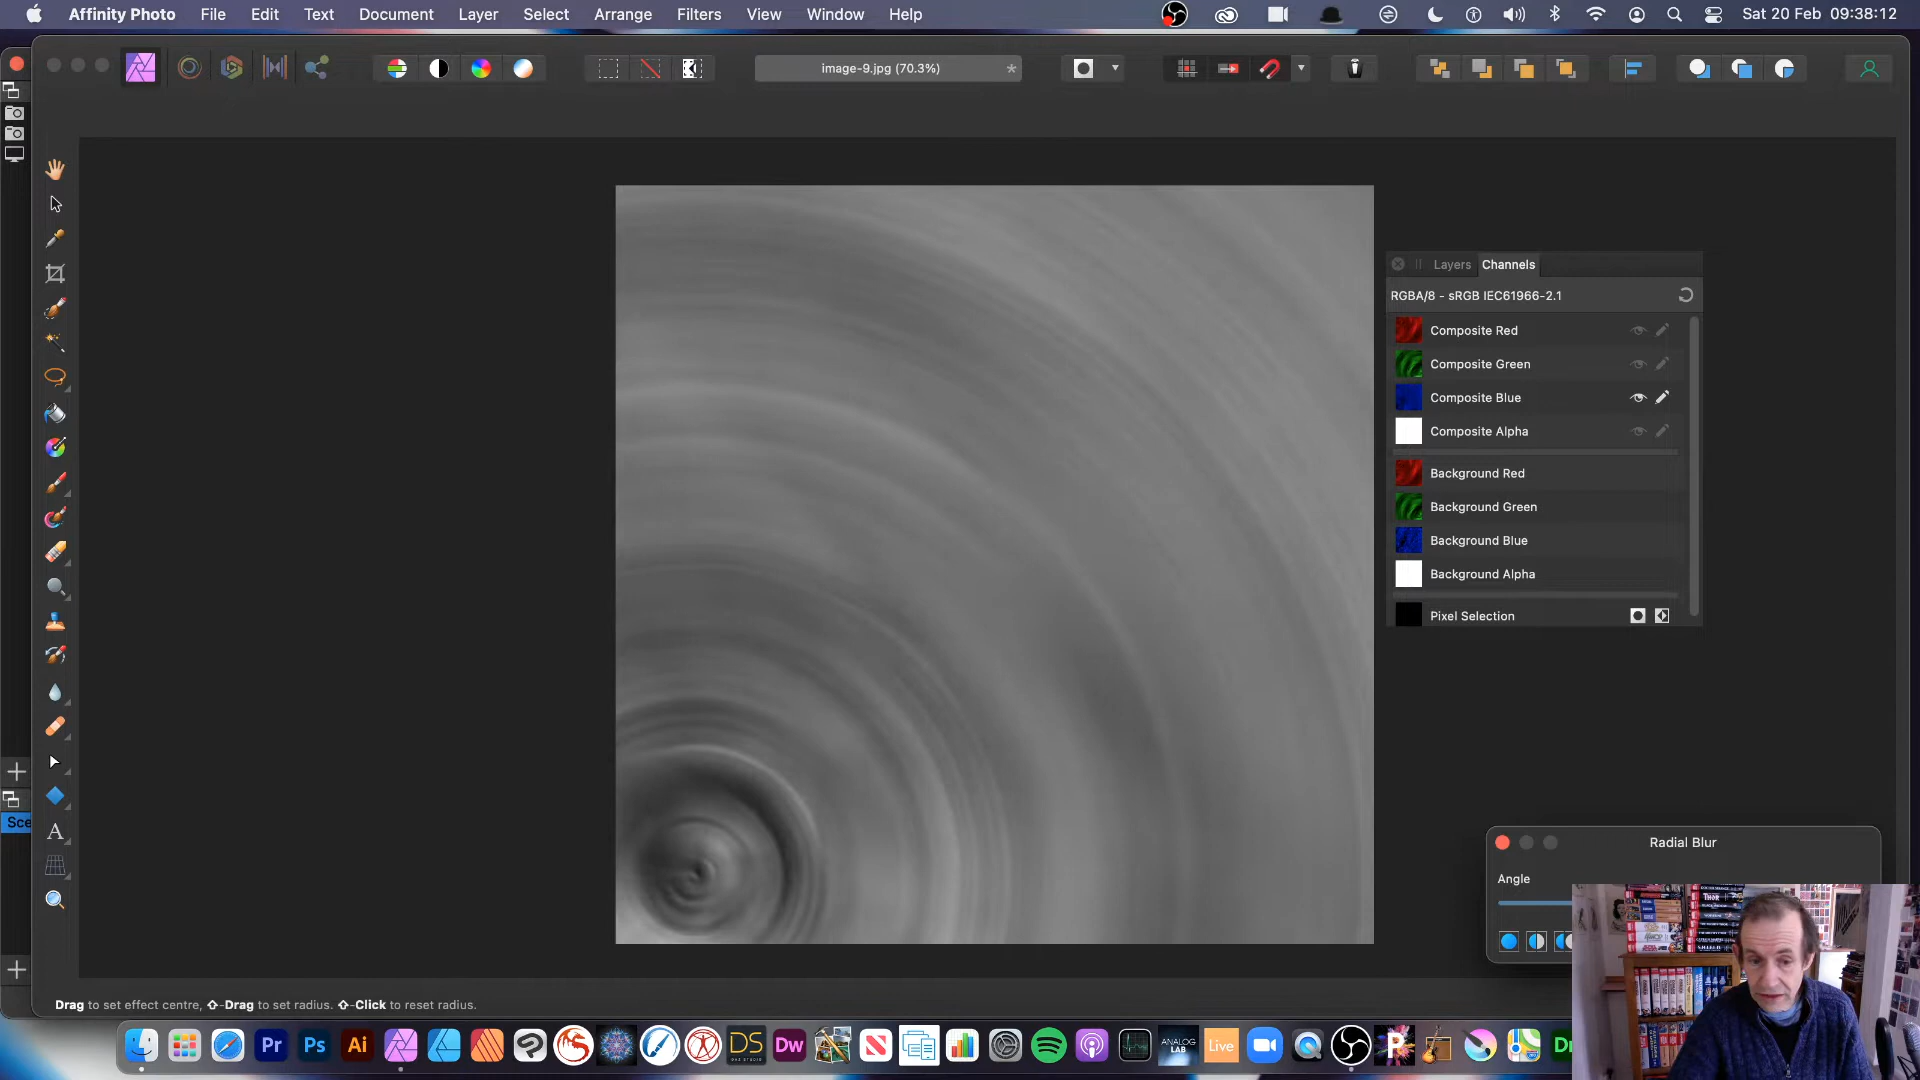 Affinity Photo File Edit Text Document Layer Select Arrange Filters View Window Help Sat 20 Feb 09:38:12
image-9.jpg (70.3%) *
Layers Channels
RGBA/8 - sRGB IEC61966-2.1
Composite Red
Composite Green
Composite Blue
Composite Alpha
Background Red
Background Green
Background Blue
Background Alpha
Pixel Selection
Sce
A
Radial Blur
Angle
Drag to set effect centre, ⇧-Drag to set radius. ⇧-Click to reset radius.
Pr Ps Ai DS Dw ANALOG LAB Live P